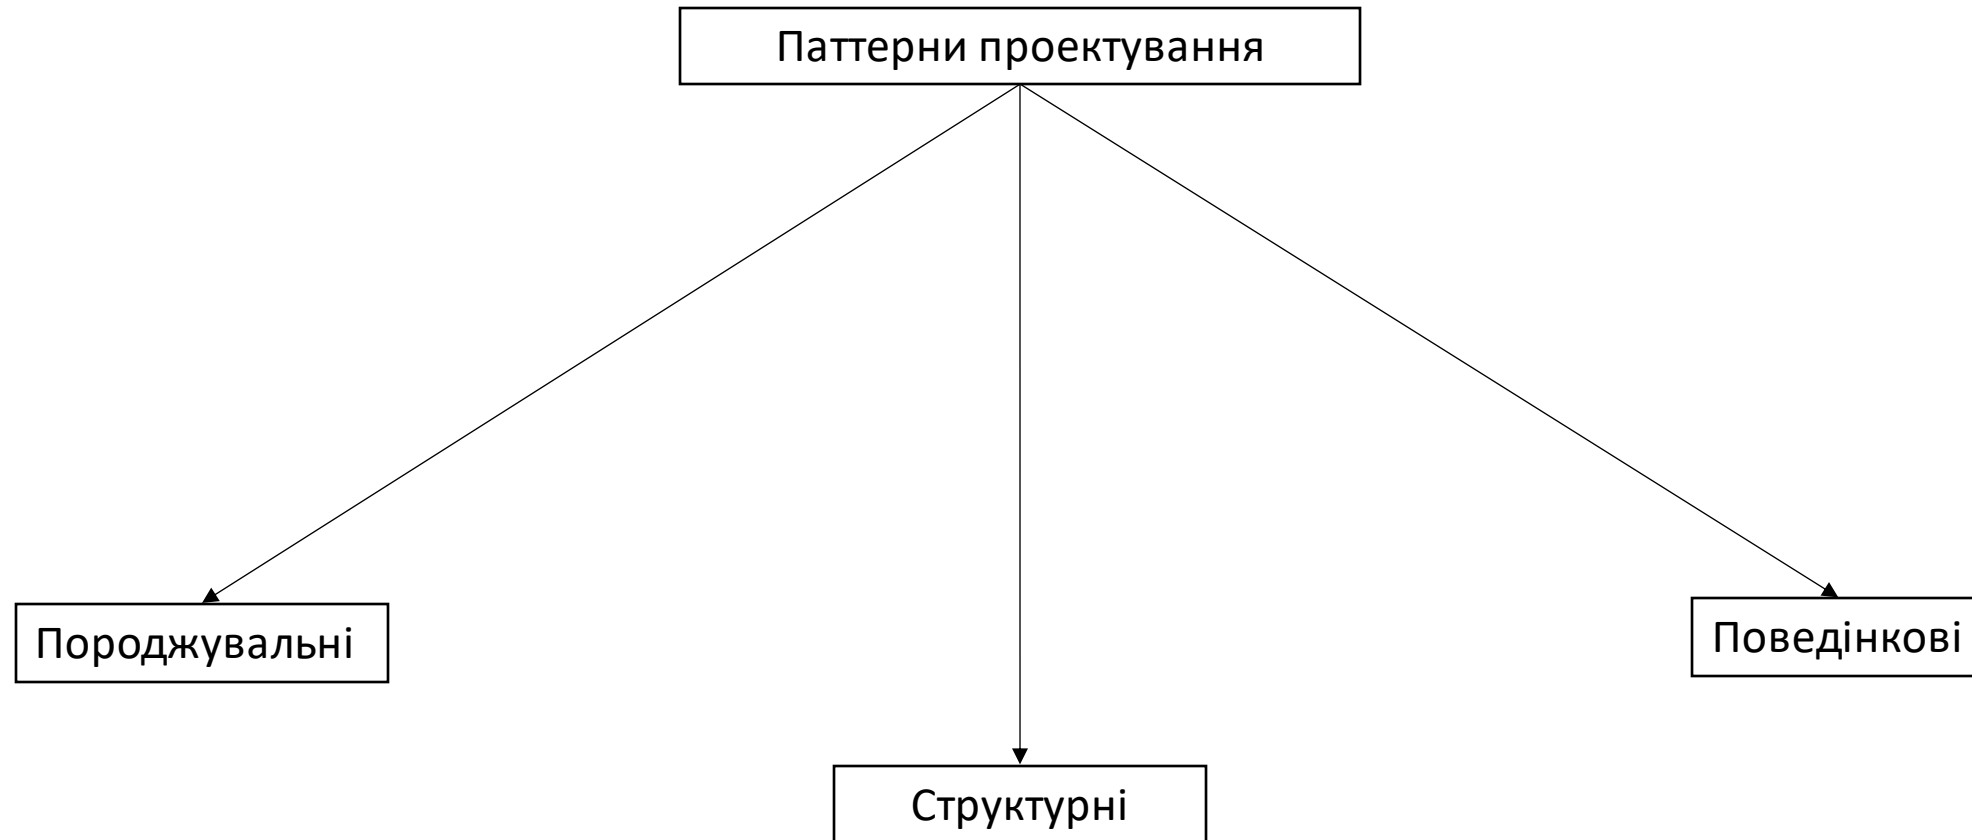 Паттерни проектування
Породжувальні
Поведінкові
Структурні